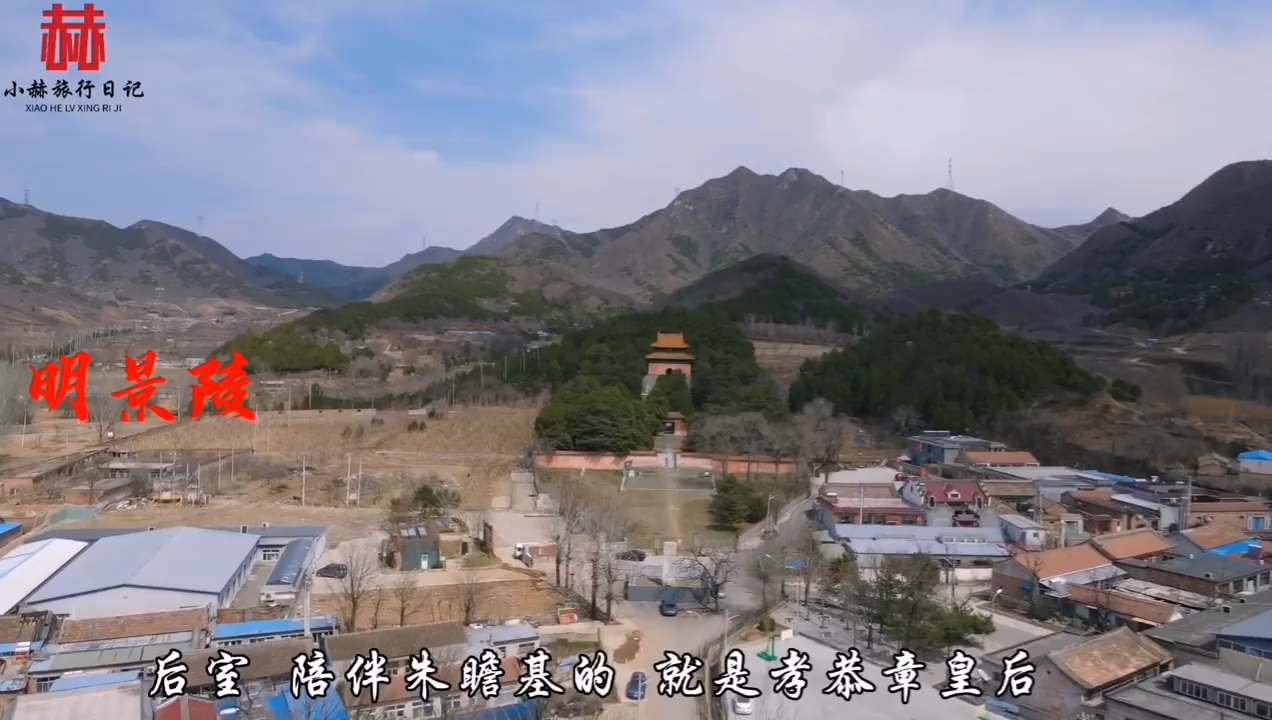 赫
小赫旅行日记
XIAO HE LV XING RI JI
明景陵
后室 陪伴朱瞻基的 就是孝恭章皇后